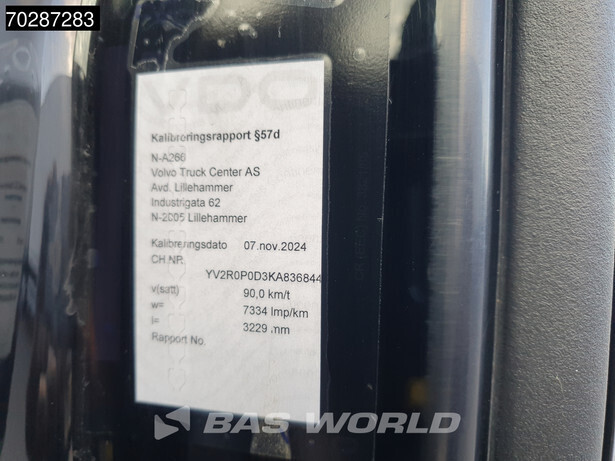 70287283
VDO
Kalibreringsrapport §57d
N-A266
Volvo Truck Center AS
Avd. Lillehammer
Industrigata 62
N-2005 Lillehammer
Kalibreringsdato 07.nov.2024
CH NR.
YV2R0P0D3KA836844
v(satt) 90,0 km/t
w= 7334 Imp/km
l= 3229 mm
Rapport No.
BAS WORLD